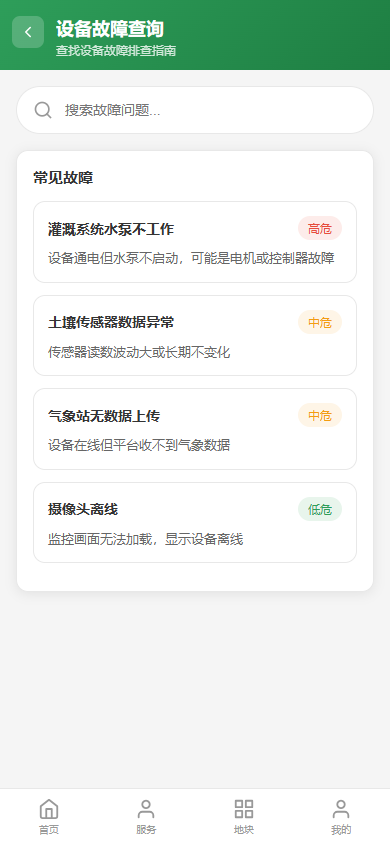 设备故障查询
查找设备故障排查指南
搜索故障问题...
常见故障
灌溉系统水泵不工作
高危
设备通电但水泵不启动，可能是电机或控制器故障
土壤传感器数据异常
中危
传感器读数波动大或长期不变化
气象站无数据上传
中危
设备在线但平台收不到气象数据
摄像头离线
低危
监控画面无法加载，显示设备离线
首页
服务
地块
我的